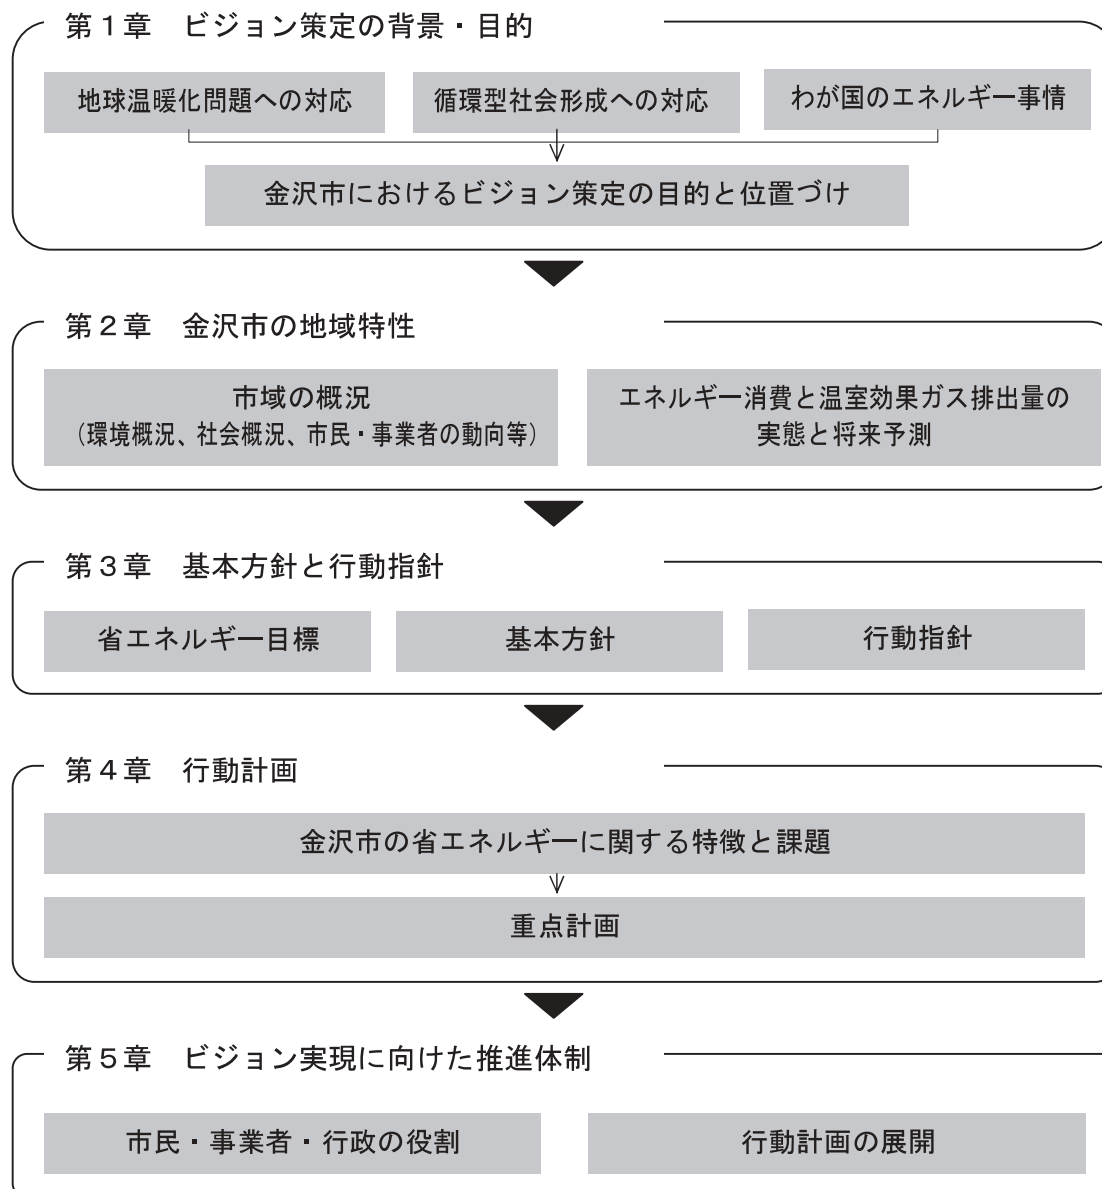 第１章　ビジョン策定の背景・目的
地球温暖化問題への対応
循環型社会形成への対応
わが国のエネルギー事情
金沢市におけるビジョン策定の目的と位置づけ
第２章　金沢市の地域特性
市域の概況
（環境概況、社会概況、市民・事業者の動向等）
エネルギー消費と温室効果ガス排出量の
実態と将来予測
第３章　基本方針と行動指針
省エネルギー目標
基本方針
行動指針
第４章　行動計画
金沢市の省エネルギーに関する特徴と課題
重点計画
第５章　ビジョン実現に向けた推進体制
市民・事業者・行政の役割
行動計画の展開